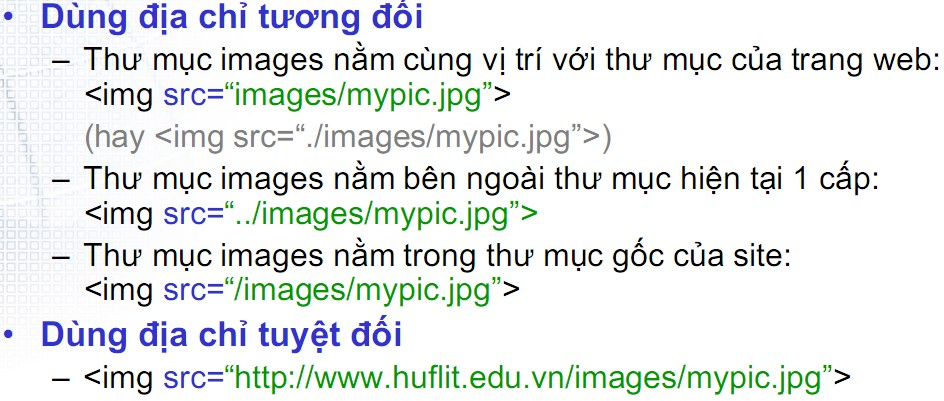 • Dùng địa chỉ tương đối
– Thư mục images nằm cùng vị trí với thư mục của trang web:
<img src=“images/mypic.jpg”>
(hay <img src=“./images/mypic.jpg”>)
– Thư mục images nằm bên ngoài thư mục hiện tại 1 cấp:
<img src=“../images/mypic.jpg”>
– Thư mục images nằm trong thư mục gốc của site:
<img src=“/images/mypic.jpg”>
• Dùng địa chỉ tuyệt đối
– <img src=“http://www.huflit.edu.vn/images/mypic.jpg”>